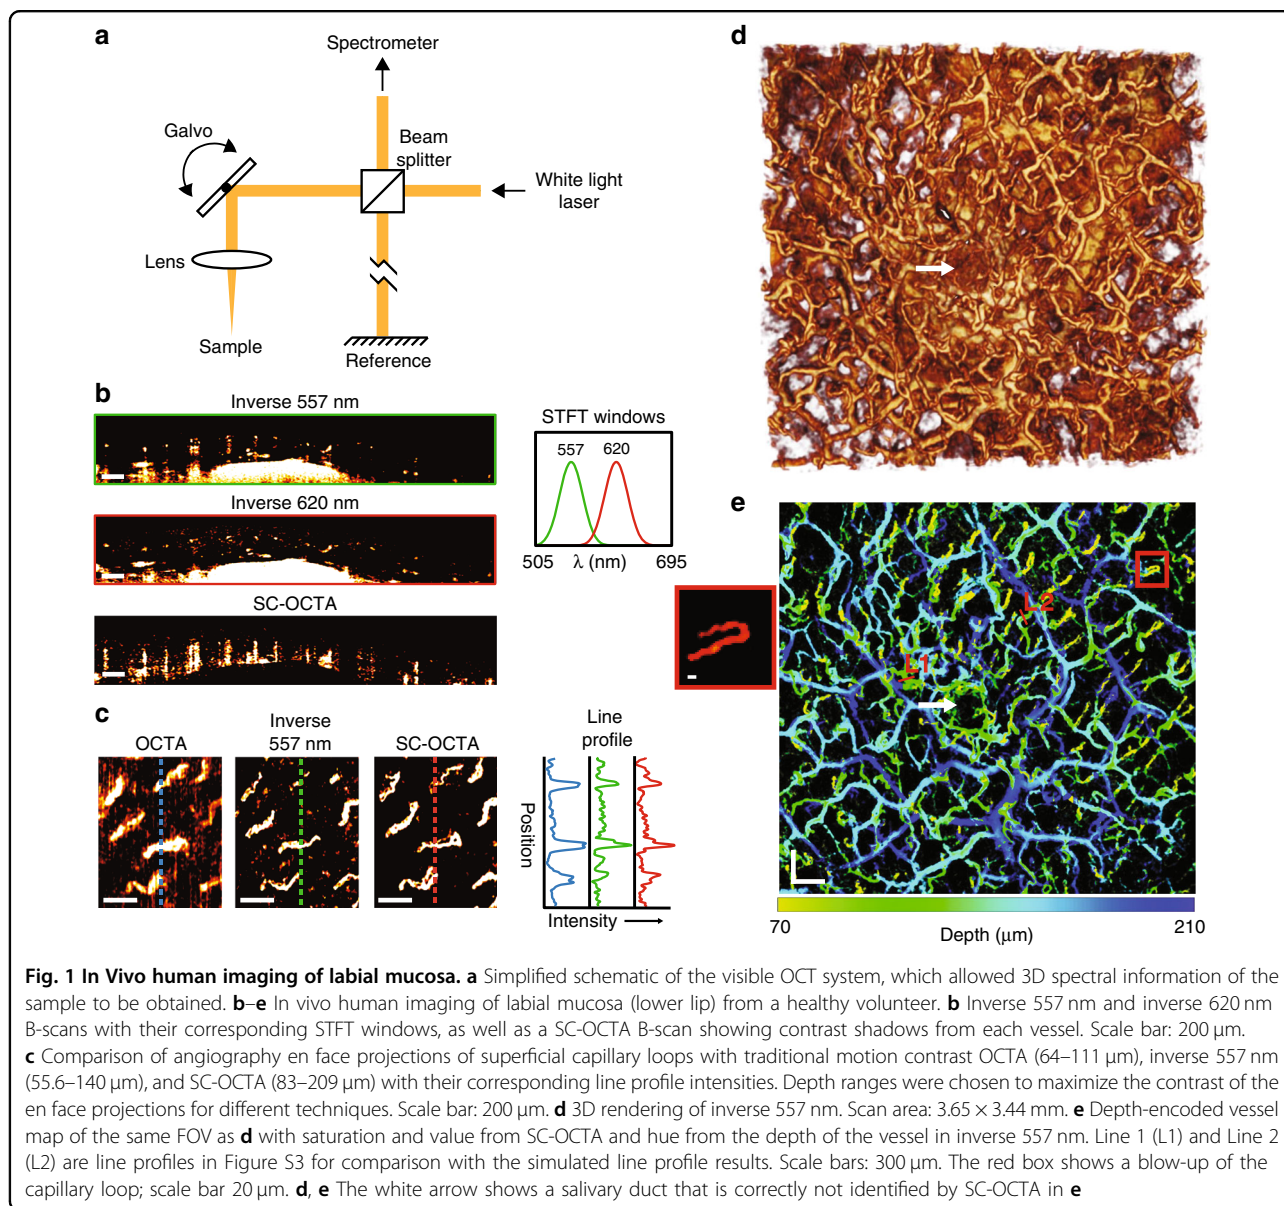 a
Spectrometer
Galvo
Beam
splitter
White light
laser
Lens
Sample
Reference
b
Inverse 557 nm
Inverse 620 nm
SC-OCTA
STFT windows
557
620
505
λ (nm)
695
c
OCTA
Inverse
557 nm
SC-OCTA
Line
profile
Position
Intensity
d
e
L2
L1
70
Depth (μm)
210
Fig. 1 In Vivo human imaging of labial mucosa. a Simplified schematic of the visible OCT system, which allowed 3D spectral information of the
sample to be obtained. b–e In vivo human imaging of labial mucosa (lower lip) from a healthy volunteer. b Inverse 557 nm and inverse 620 nm
B-scans with their corresponding STFT windows, as well as a SC-OCTA B-scan showing contrast shadows from each vessel. Scale bar: 200 μm.
c Comparison of angiography en face projections of superficial capillary loops with traditional motion contrast OCTA (64–111 μm), inverse 557 nm
(55.6–140 μm), and SC-OCTA (83–209 μm) with their corresponding line profile intensities. Depth ranges were chosen to maximize the contrast of the
en face projections for different techniques. Scale bar: 200 μm. d 3D rendering of inverse 557 nm. Scan area: 3.65 × 3.44 mm. e Depth-encoded vessel
map of the same FOV as d with saturation and value from SC-OCTA and hue from the depth of the vessel in inverse 557 nm. Line 1 (L1) and Line 2
(L2) are line profiles in Figure S3 for comparison with the simulated line profile results. Scale bars: 300 μm. The red box shows a blow-up of the
capillary loop; scale bar 20 μm. d, e The white arrow shows a salivary duct that is correctly not identified by SC-OCTA in e